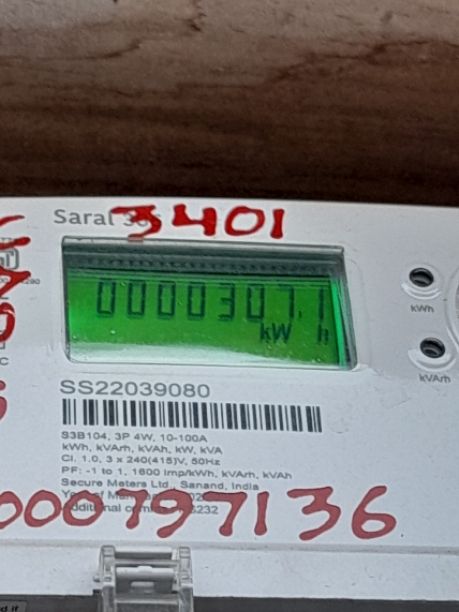 Saral 3401
0000307.1
kW h
kWh
kVArh
SS22039080
S3B104, 3P 4W, 10-100A
kWh, kVArh, kVAh, kW, kVA
Cl. 1.0, 3 x 240(415)V, 50Hz
PF: -1 to 1, 1600 Imp./kWh, kVArh, kVAh
Secure Meters Ltd., Sanand, India
000797136